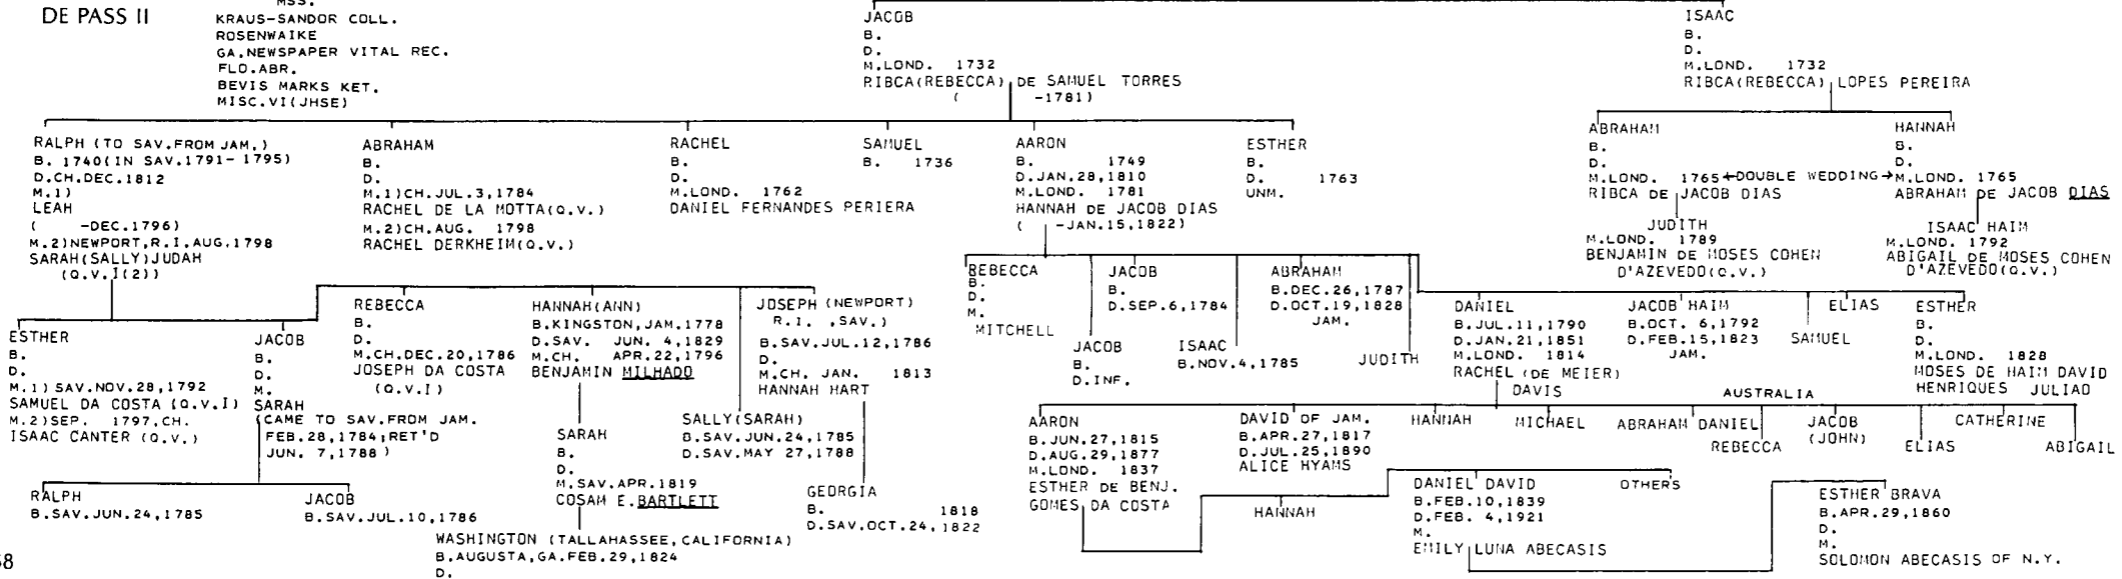 DE PASS II
MSS.
KRAUS-SANDOR COLL.
ROSENWAIKE
GA.NEWSPAPER VITAL REC.
FLO.ABR.
BEVIS MARKS KET.
MISC.VI(JHSE)
JACOB
B.
D.
M.LOND. 1732
RIBCA(REBECCA) DE SAMUEL TORRES
( -1781)
ISAAC
B.
D.
M.LOND. 1732
RIBCA(REBECCA) LOPES PEREIRA
RALPH (TO SAV.FROM JAM.)
B. 1740(IN SAV.1791-1795)
D.CH.DEC.1812
M.1)
LEAH
( -DEC.1796)
M.2)NEWPORT,R.I.AUG.1798
SARAH(SALLY)JUDAH
(Q.V.I(2))
ABRAHAM
B.
D.
M.1)CH.JUL.3,1784
RACHEL DE LA MOTTA(Q.V.)
M.2)CH.AUG. 1798
RACHEL DERKHEIM(Q.V.)
RACHEL
B.
D.
M.LOND. 1762
DANIEL FERNANDES PERIERA
SAMUEL
B. 1736
AARON
B. 1749
D.JAN.28,1810
M.LOND. 1781
HANNAH DE JACOB DIAS
( -JAN.15,1822)
ESTHER
B.
D. 1763
UNM.
ABRAHAM
B.
D.
M.LOND. 1765←DOUBLE WEDDING→
RIBCA DE JACOB DIAS
HANNAH
B.
D.
M.LOND. 1765
ABRAHAM DE JACOB DIAS
JUDITH
M.LOND. 1789
BENJAMIN DE MOSES COHEN
D'AZEVEDO(Q.V.)
ISAAC HAIM
M.LOND. 1792
ABIGAIL DE MOSES COHEN
D'AZEVEDO(Q.V.)
ESTHER
B.
D.
M.1) SAV.NOV.28,1792
SAMUEL DA COSTA (Q.V.I)
M.2)SEP. 1797,CH.
ISAAC CANTER (Q.V.)
JACOB
B.
D.
M.
SARAH
(CAME TO SAV.FROM JAM.
FEB.28,1784;RET'D
JUN. 7,1788 )
REBECCA
B.
D.
M.CH.DEC.20,1786
JOSEPH DA COSTA
(Q.V.I)
HANNAH(ANN)
B.KINGSTON,JAM.1778
D.SAV. JUN. 4,1829
M.CH. APR.22,1796
BENJAMIN MILHADO
JOSEPH (NEWPORT)
R.I. ,SAV.)
B.SAV.JUL.12,1786
D.
M.CH. JAN. 1813
HANNAH HART
SALLY(SARAH)
B.SAV.JUN.24,1785
D.SAV.MAY 27,1788
REBECCA
B.
D.
M.
MITCHELL
JACOB
B.
D.INF.
JACOB
B.
D.SEP.6,1784
ISAAC
B.NOV.4,1785
ABRAHAM
B.DEC.26,1787
D.OCT.19,1828
JAM.
JUDITH
DANIEL
B.JUL.11,1790
D.JAN.21,1851
M.LOND. 1814
RACHEL (DE MEIER)
DAVIS
JACOB HAIM
B.OCT. 6,1792
D.FEB.15,1823
JAM.
SAMUEL
ELIAS
ESTHER
B.
D.
M.LOND. 1828
MOSES DE HAIM DAVID
HENRIQUES JULIAO
RALPH
B.SAV.JUN.24,1785
JACOB
B.SAV.JUL.10,1786
SARAH
B.
D.
M.SAV.APR.1819
COSAM E.BARTLETT
WASHINGTON (TALLAHASSEE,CALIFORNIA)
B.AUGUSTA,GA.FEB.29,1824
D.
GEORGIA
B. 1818
D.SAV.OCT.24,1822
AUSTRALIA
AARON
B.JUN.27,1815
D.AUG.29,1877
M.LOND. 1837
ESTHER DE BENJ.
GOMES DA COSTA
DAVID OF JAM.
B.APR.27,1817
D.JUL.25,1890
ALICE HYAMS
HANNAH
MICHAEL
ABRAHAM DANIEL
REBECCA
JACOB
(JOHN)
ELIAS
CATHERINE
ABIGAIL
HANNAH
DANIEL DAVID
B.FEB.10,1839
D.FEB. 4,1921
M.
EMILY LUNA ABECASIS
OTHERS
ESTHER BRAVA
B.APR.29,1860
D.
M.
SOLOMON ABECASIS OF N.Y.